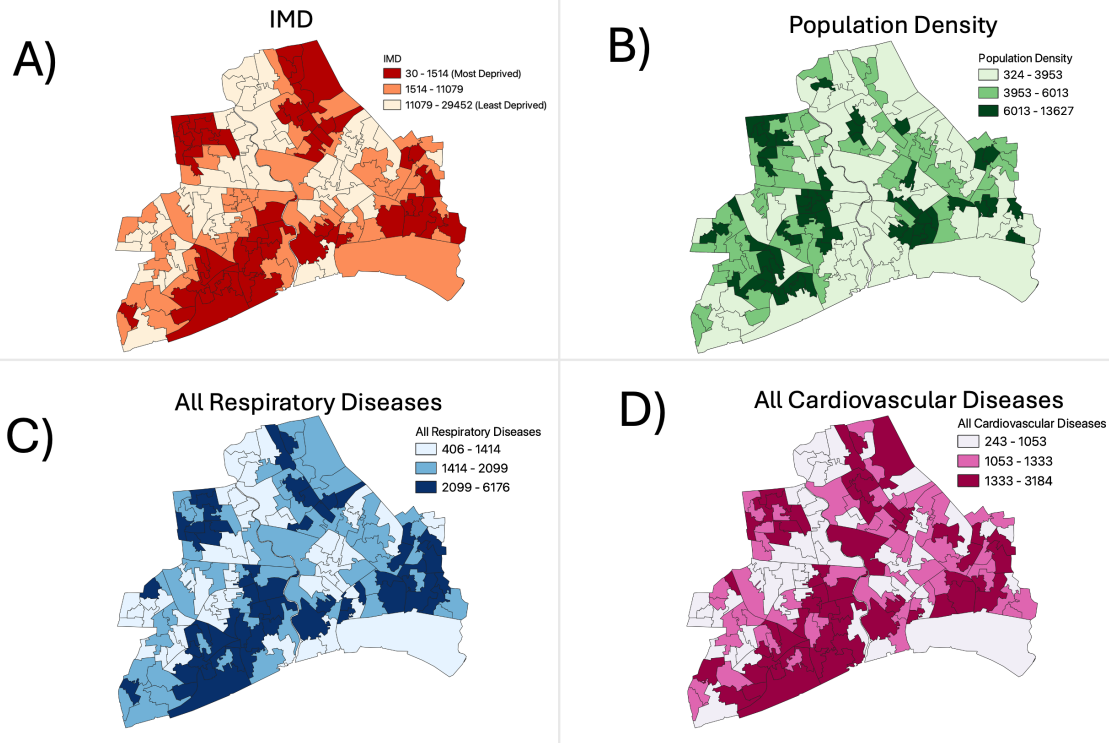 A)
IMD
IMD
30 - 1514 (Most Deprived)
1514 - 11079
11079 - 29452 (Least Deprived)
B)
Population Density
Population Density
324 - 3953
3953 - 6013
6013 - 13627
C)
All Respiratory Diseases
All Respiratory Diseases
406 - 1414
1414 - 2099
2099 - 6176
D)
All Cardiovascular Diseases
All Cardiovascular Diseases
243 - 1053
1053 - 1333
1333 - 3184